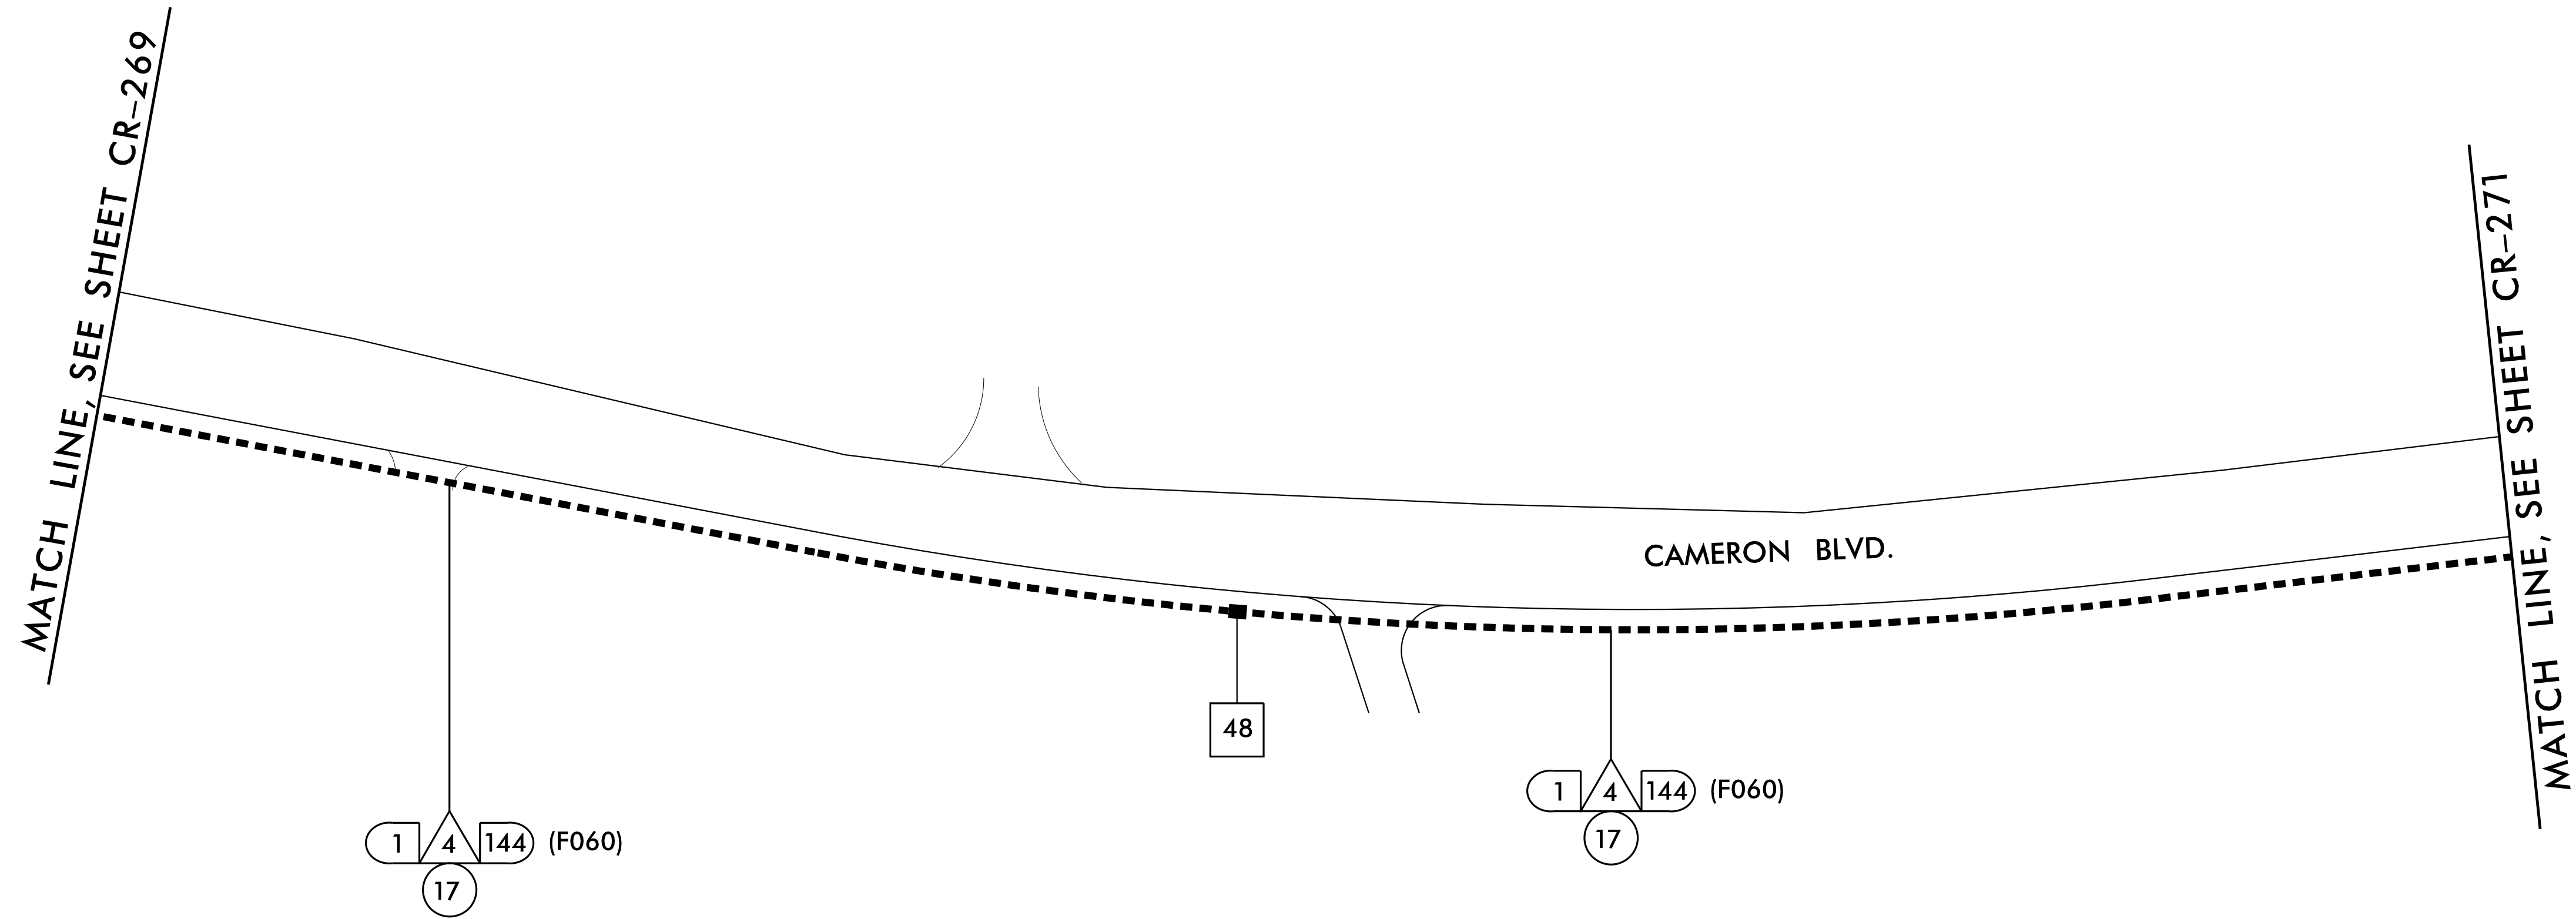 MATCH LINE, SEE SHEET CR-269
MATCH LINE, SEE SHEET CR-271
CAMERON BLVD.
48
1 4 144 (F060)
17
1 4 144 (F060)
17